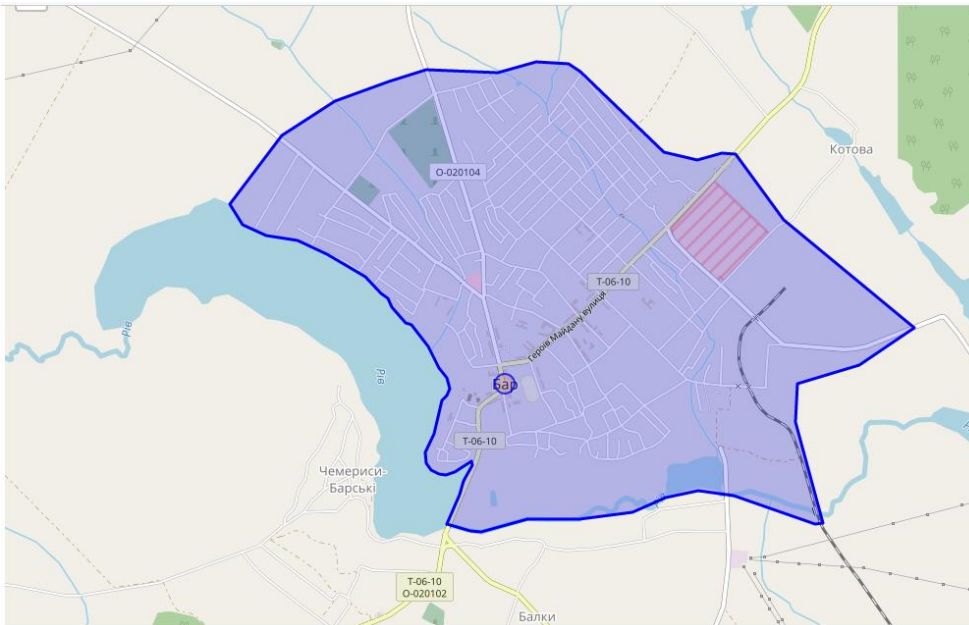 Котова
О-020104
Т-06-10
Героїв Майдану вулиця
Рів
Рів
Бар
Т-06-10
Чемериси-
Барські
Т-06-10
О-020102
Балки